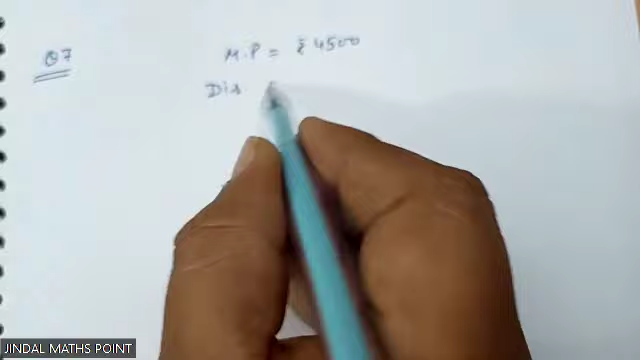 Q7
M.P = ₹ 4500
Dis
JINDAL MATHS POINT